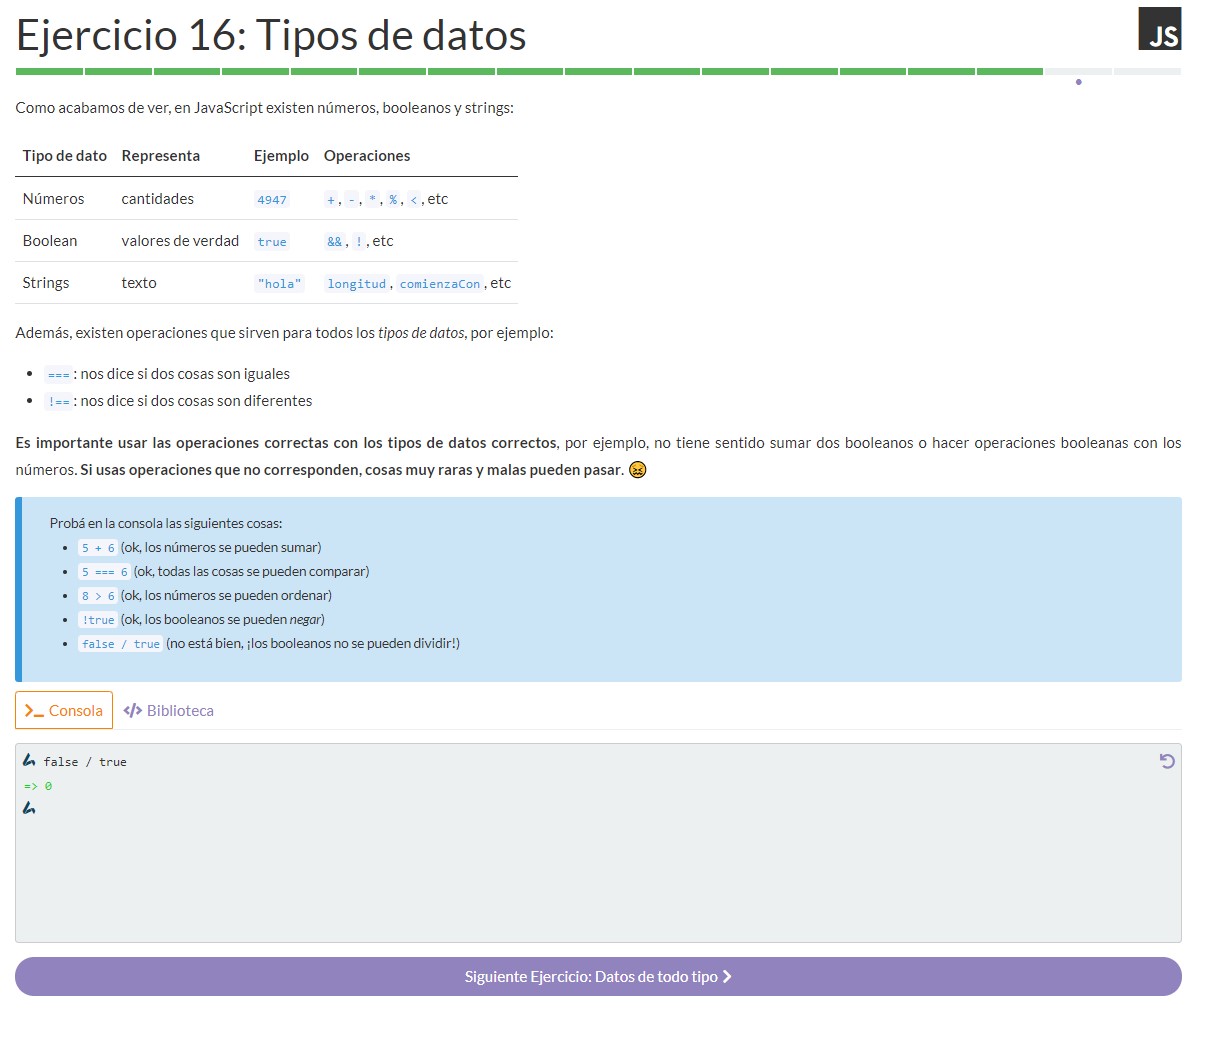 Ejercicio 16: Tipos de datos
JS
Como acabamos de ver, en JavaScript existen números, booleanos y strings:
Tipo de dato Representa Ejemplo Operaciones
Números cantidades 4947 +, -, *, %, <, etc
Boolean valores de verdad true &&, !, etc
Strings texto "hola" longitud, comienzaCon, etc
Además, existen operaciones que sirven para todos los tipos de datos, por ejemplo:
• ===: nos dice si dos cosas son iguales
• !==: nos dice si dos cosas son diferentes
Es importante usar las operaciones correctas con los tipos de datos correctos, por ejemplo, no tiene sentido sumar dos booleanos o hacer operaciones booleanas con los
números. Si usas operaciones que no corresponden, cosas muy raras y malas pueden pasar. 😖
Probá en la consola las siguientes cosas:
• 5 + 6 (ok, los números se pueden sumar)
• 5 === 6 (ok, todas las cosas se pueden comparar)
• 8 > 6 (ok, los números se pueden ordenar)
• !true (ok, los booleanos se pueden negar)
• false / true (no está bien, ¡los booleanos no se pueden dividir!)
Consola Biblioteca
false / true
=> 0
Siguiente Ejercicio: Datos de todo tipo